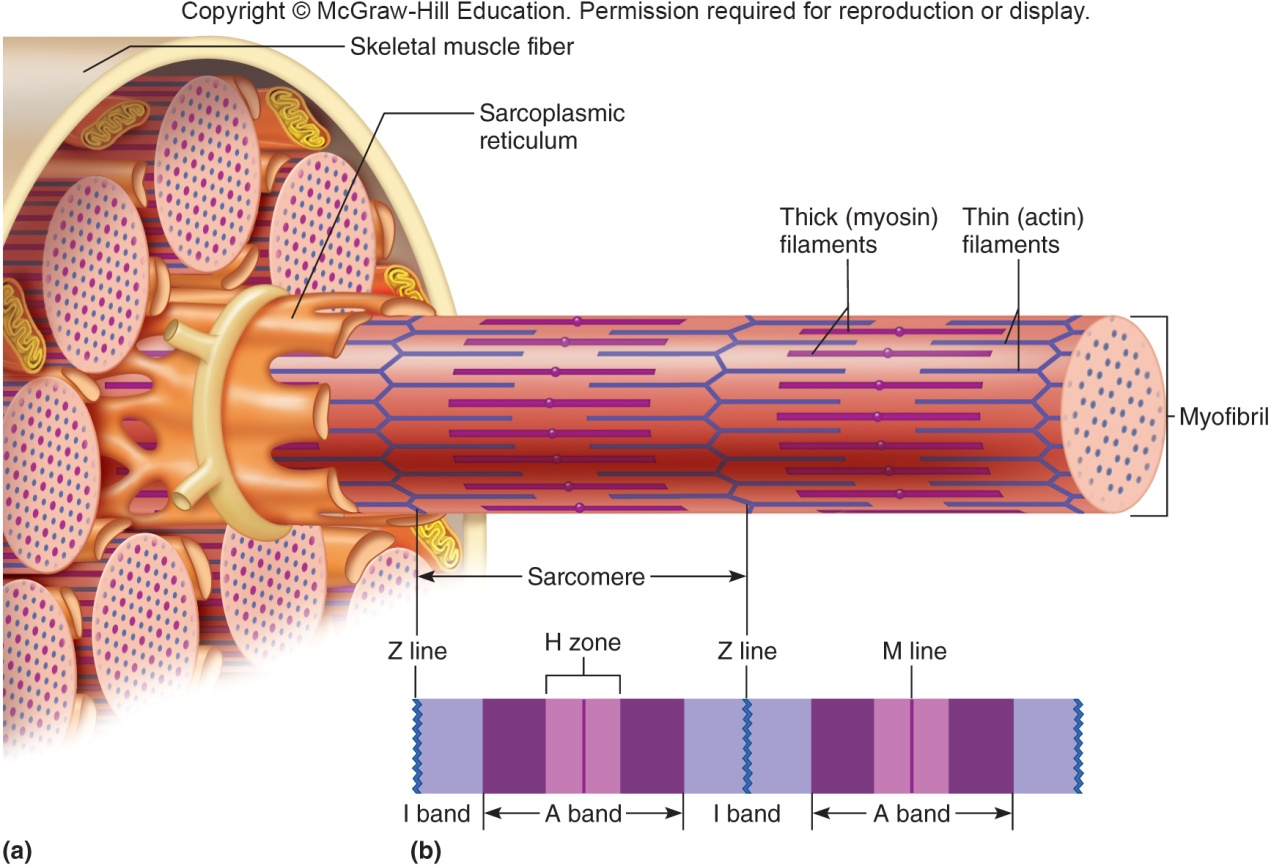 Copyright © McGraw-Hill Education. Permission required for reproduction or display.
Skeletal muscle fiber
Sarcoplasmic
reticulum
Thick (myosin)
filaments
Thin (actin)
filaments
Myofibril
Sarcomere
Z line
H zone
Z line
M line
I band
A band
I band
A band
(a)
(b)